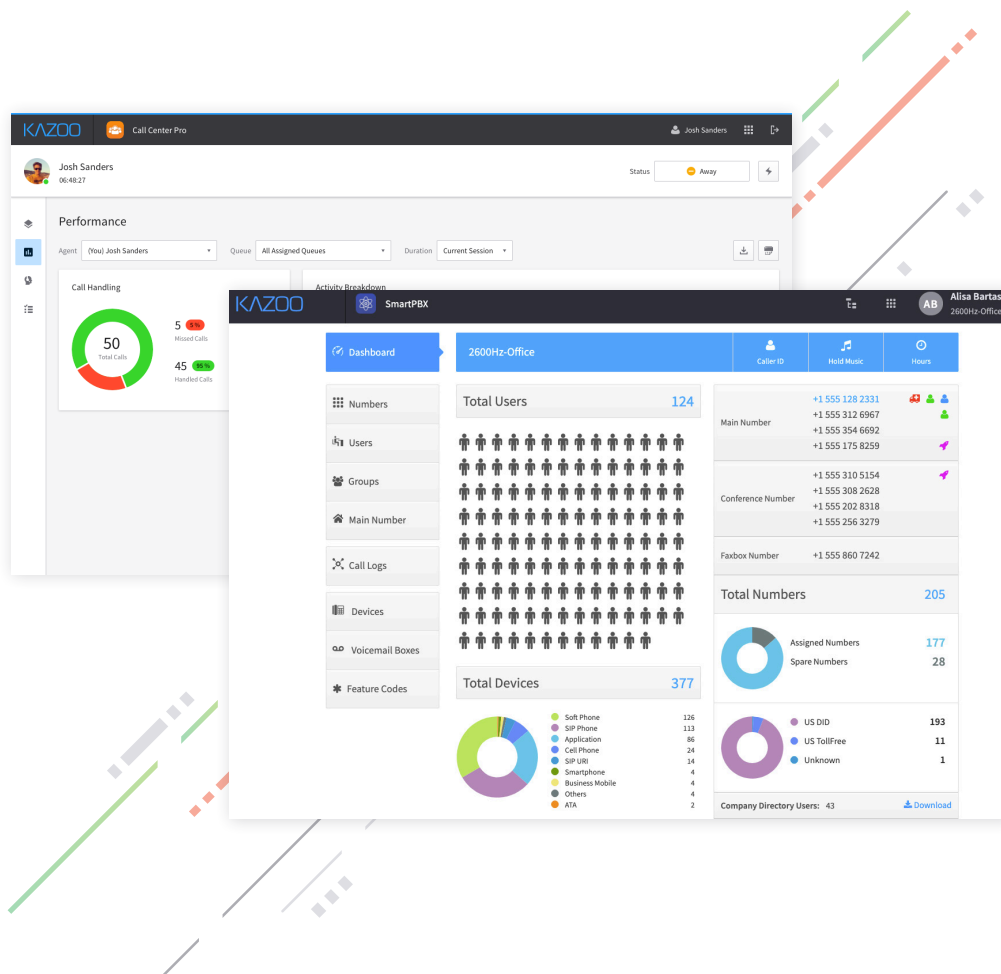 KAZOO
Call Center Pro
Josh Sanders
Josh Sanders
06:48:27
Status
Away
Performance
Agent
(You) Josh Sanders
Queue
All Assigned Queues
Duration
Current Session
Call Handling
50
Total Calls
5 5%
Missed Calls
45 95%
Handled Calls
Activity Breakdown
KAZOO
SmartPBX
AB
Alisa Bartas
2600Hz-Office
Dashboard
Numbers
Users
Groups
Main Number
Call Logs
Devices
Voicemail Boxes
Feature Codes
2600Hz-Office
Caller ID
Hold Music
Hours
Total Users 124
Total Devices 377
Soft Phone 126
SIP Phone 113
Application 86
Cell Phone 24
SIP URI 14
Smartphone 4
Business Mobile 4
Others 4
ATA 2
Main Number
+1 555 128 2331
+1 555 312 6967
+1 555 354 6692
+1 555 175 8259
Conference Number
+1 555 310 5154
+1 555 308 2628
+1 555 202 8318
+1 555 256 3279
Faxbox Number +1 555 860 7242
Total Numbers 205
Assigned Numbers 177
Spare Numbers 28
US DID 193
US TollFree 11
Unknown 1
Company Directory Users: 43
Download